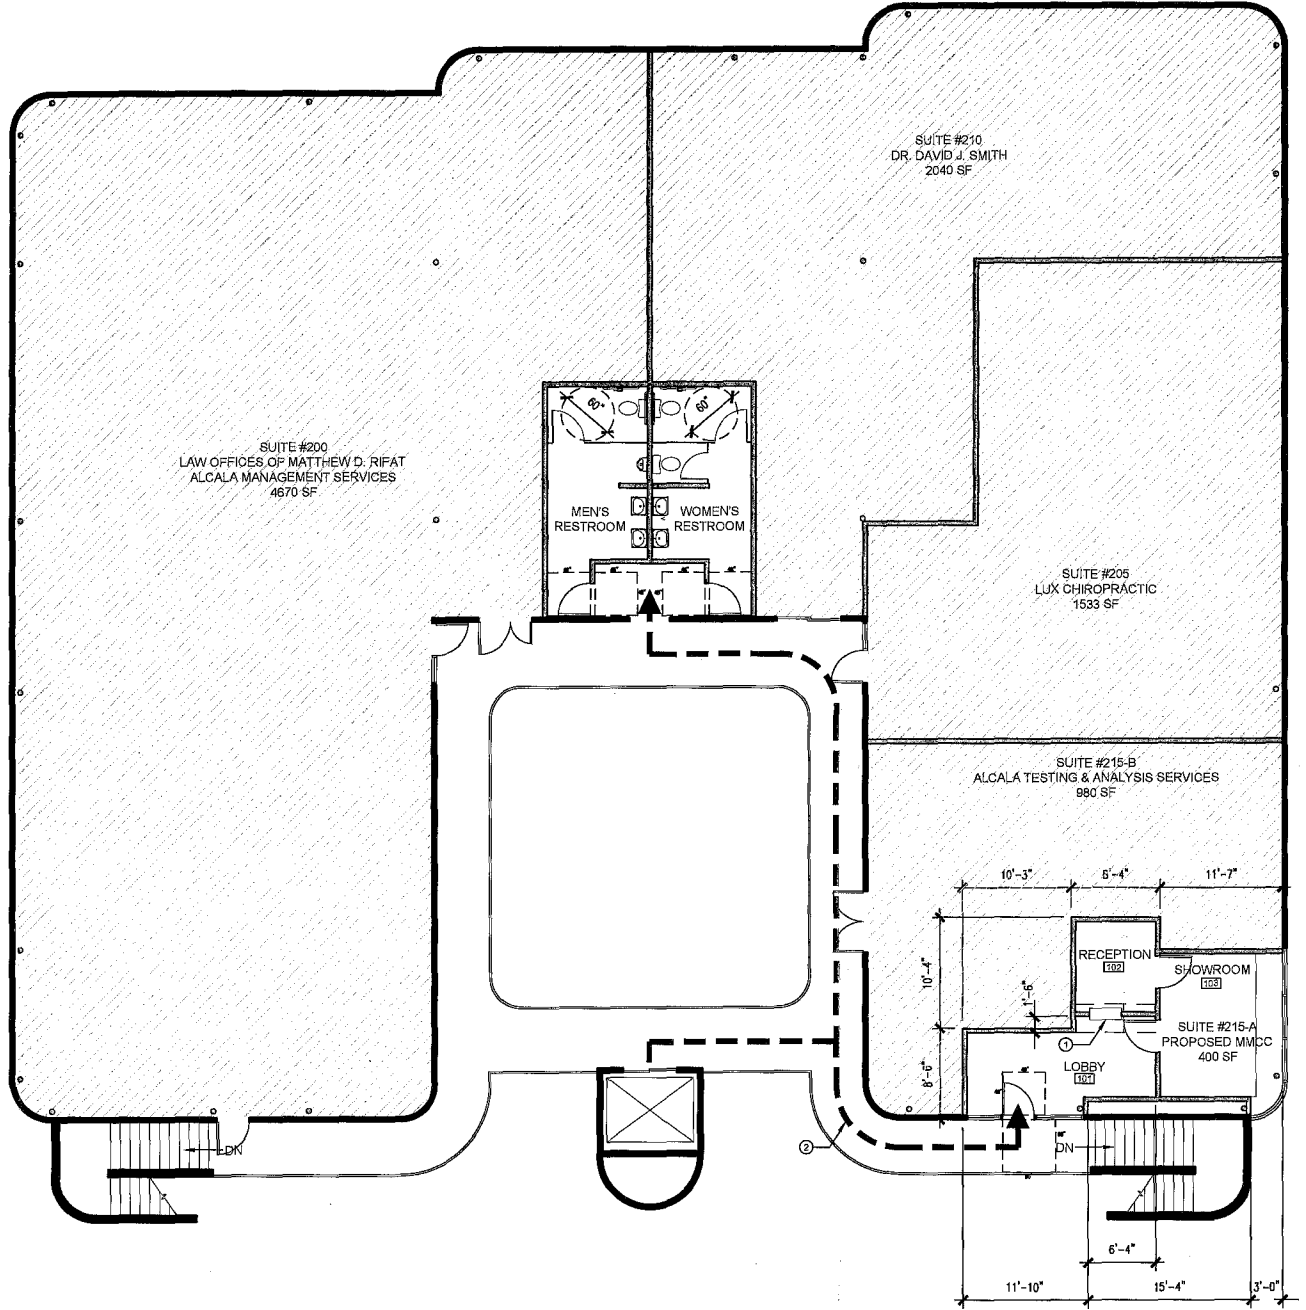 SUITE #210
DR. DAVID J. SMITH
2040 SF
60"
60"
SUITE #200
LAW OFFICES OF MATTHEW D. RIFAT
ALCALA MANAGEMENT SERVICES
4670 SF
MEN'S
RESTROOM
WOMEN'S
RESTROOM
SUITE #205
LUX CHIROPRACTIC
1533 SF
SUITE #215-B
ALCALA TESTING & ANALYSIS SERVICES
980 SF
10'-3"
6'-4"
11'-7"
10'-4"
RECEPTION
102
SHOWROOM
103
1'-6"
SUITE #215-A
PROPOSED MMCC
400 SF
1
LOBBY
101
8'-6"
2
DN
DN
6'-4"
11'-10"
15'-4"
3'-0"